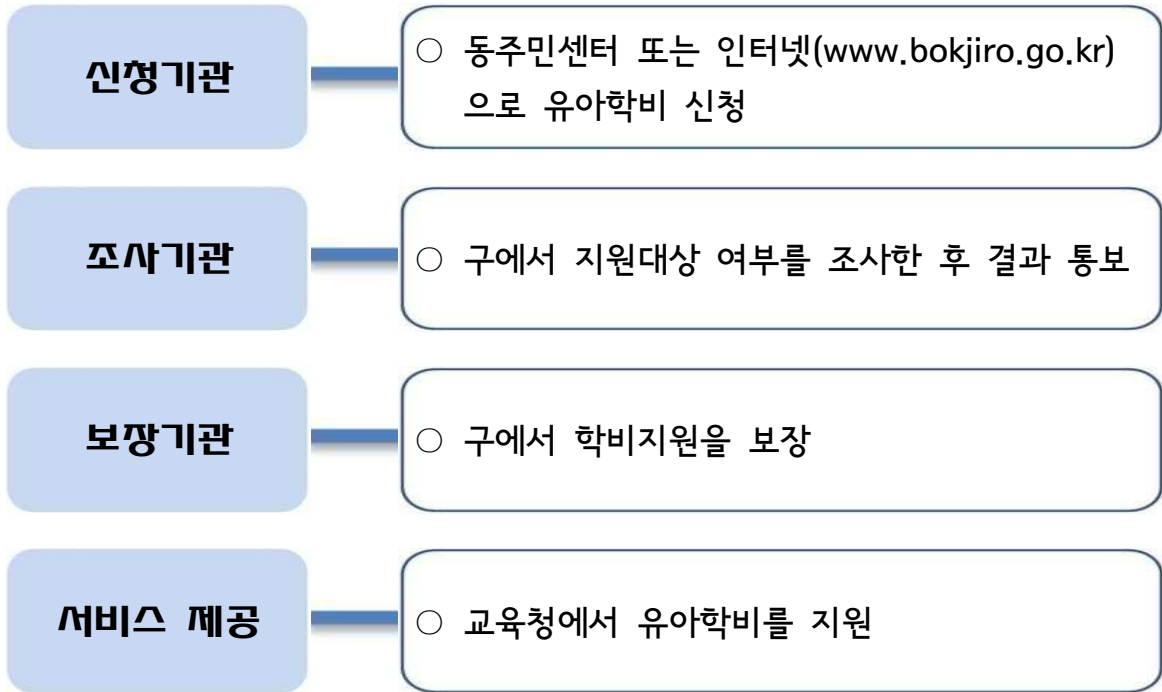 신청기관
○ 동주민센터 또는 인터넷(www.bokjiro.go.kr)
으로 유아학비 신청
조사기관
○ 구에서 지원대상 여부를 조사한 후 결과 통보
보장기관
○ 구에서 학비지원을 보장
서비스 제공
○ 교육청에서 유아학비를 지원